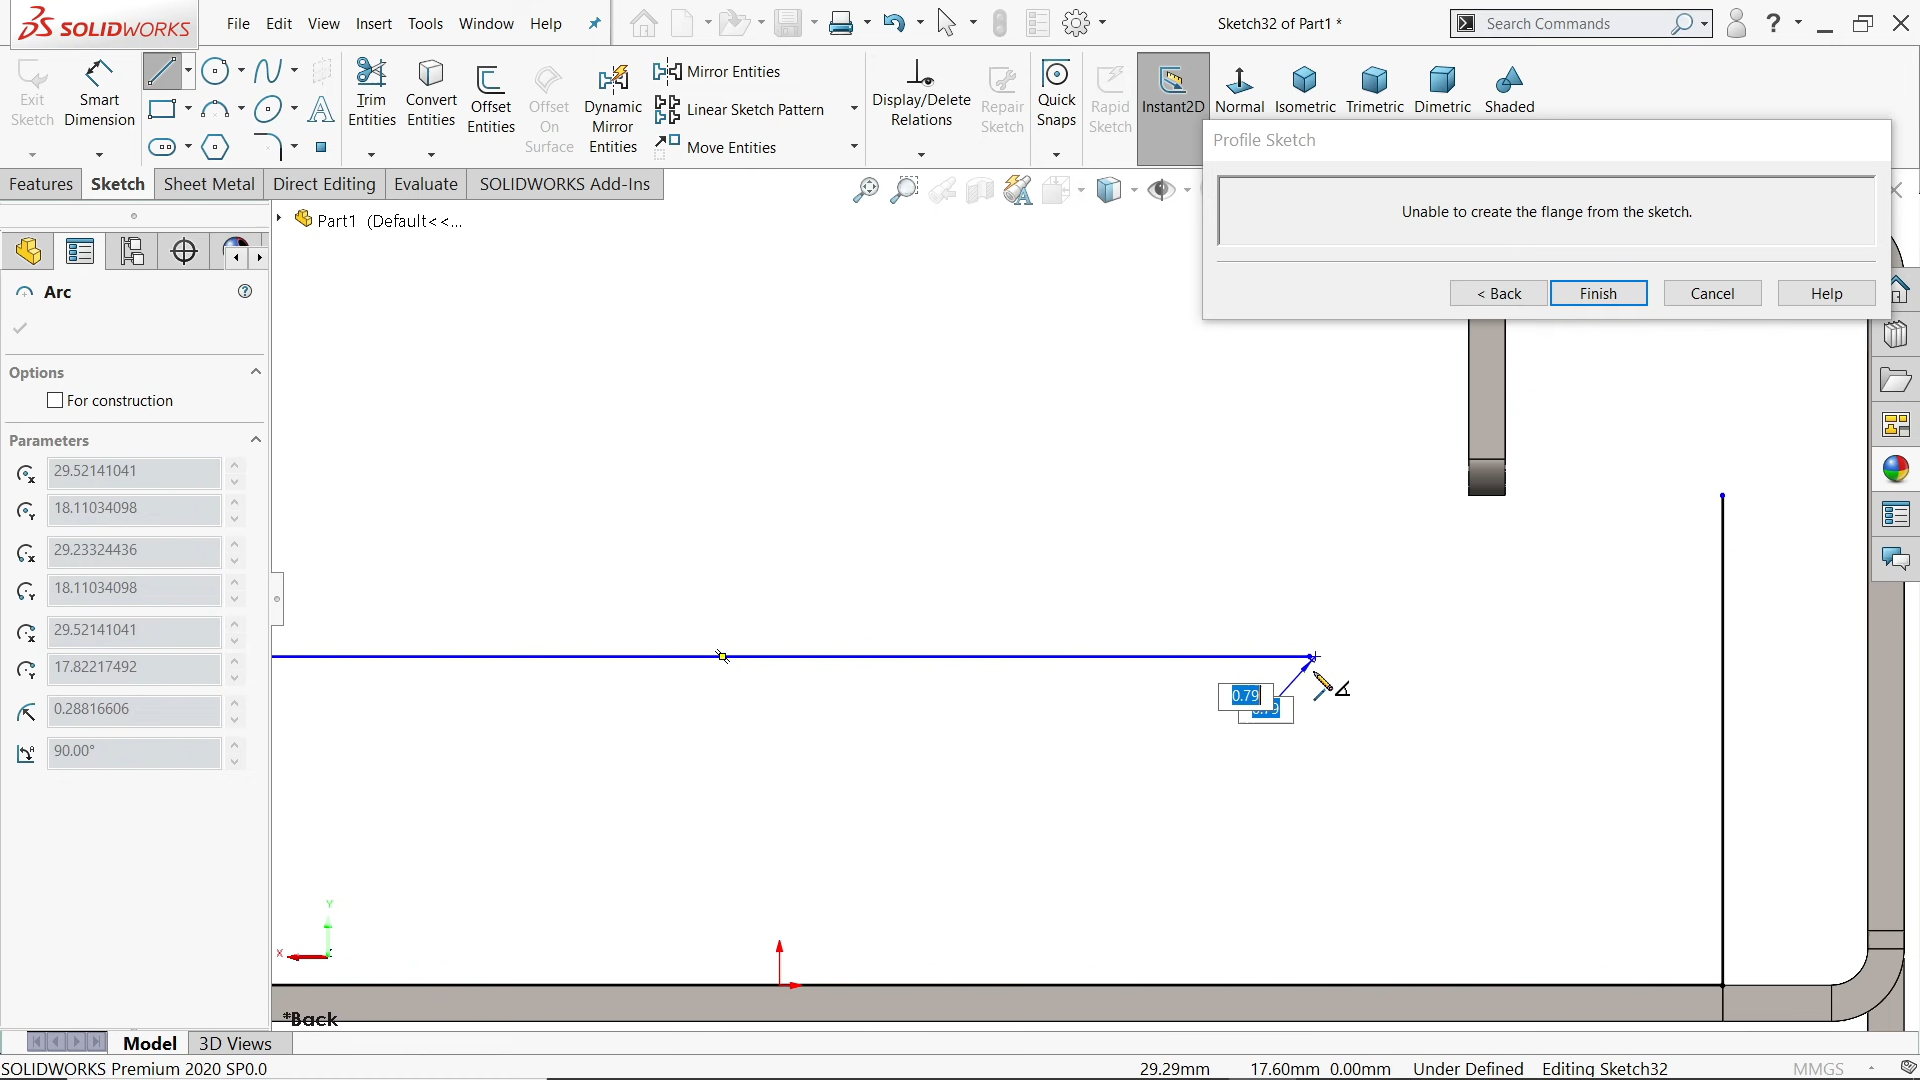 SOLIDWORKS
File Edit View Insert Tools Window Help
Sketch32 of Part1 *
Search Commands
?
Exit Sketch
Smart Dimension
Trim Entities
Convert Entities
Offset Entities
Offset On Surface
Dynamic Mirror Entities
Mirror Entities
Linear Sketch Pattern
Move Entities
Display/Delete Relations
Repair Sketch
Quick Snaps
Rapid Sketch
Instant2D
Normal
Isometric
Trimetric
Dimetric
Shaded
Features Sketch Sheet Metal Direct Editing Evaluate SOLIDWORKS Add-Ins
Profile Sketch
Unable to create the flange from the sketch.
< Back Finish Cancel Help
Part1 (Default<<...
Arc
Options
For construction
Parameters
29.52141041
18.11034098
29.23324436
18.11034098
29.52141041
17.82217492
0.28816606
90.00°
0.79
0.79
Y
X
*Back
Model 3D Views
SOLIDWORKS Premium 2020 SP0.0
29.29mm 17.60mm 0.00mm Under Defined Editing Sketch32 MMGS